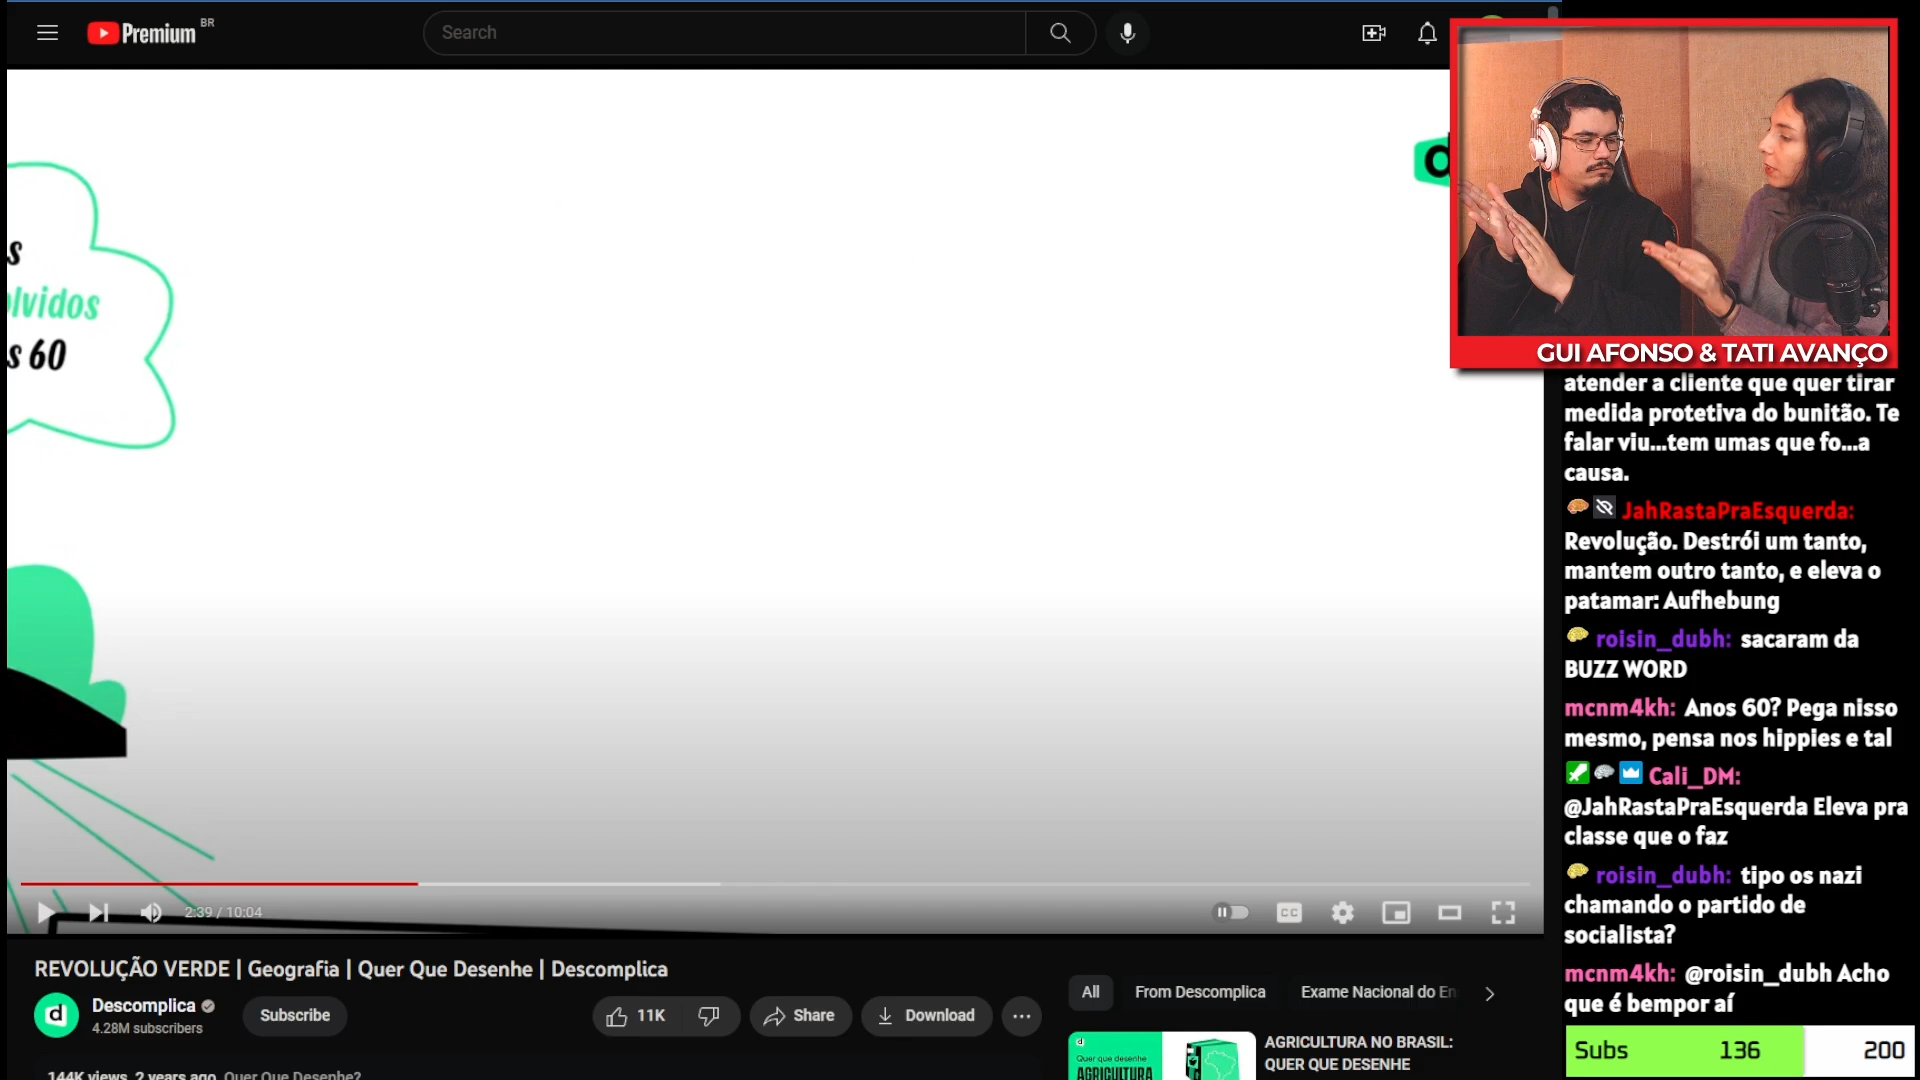 Premium BR
Search
s
olvidos
s 60
d
GUI AFONSO & TATI AVANÇO
atender a cliente que quer tirar
medida protetiva do bunitão. Te
falar viu...tem umas que fo...a
causa.
JahRastaPraEsquerda:
Revolução. Destrói um tanto,
mantem outro tanto, e eleva o
patamar: Aufhebung
roisin_dubh: sacaram da
BUZZ WORD
mcnm4kh: Anos 60? Pega nisso
mesmo, pensa nos hippies e tal
Cali_DM:
@JahRastaPraEsquerda Eleva pra
classe que o faz
roisin_dubh: tipo os nazi
chamando o partido de
socialista?
mcnm4kh: @roisin_dubh Acho
que é bempor aí
Subs 136 200
2:39 / 10:04
CC
REVOLUÇÃO VERDE | Geografia | Quer Que Desenhe | Descomplica
d
Descomplica
4.28M subscribers
Subscribe
11K
Share
Download
All
From Descomplica
Exame Nacional do En
d
Quer que desenhe
AGRICULTURA
AGRICULTURA NO BRASIL:
QUER QUE DESENHE
144K views 2 years ago Quer Que Desenhe?